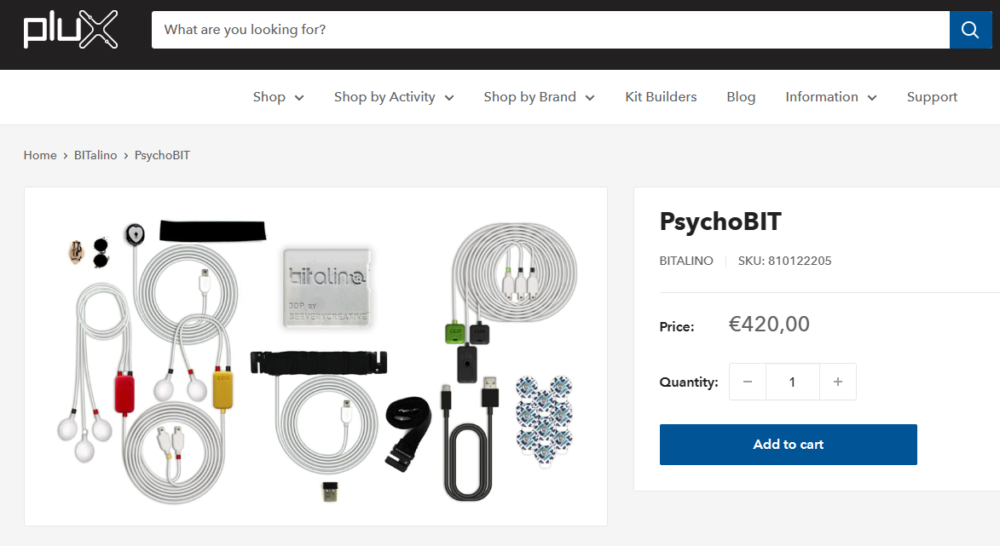 plux
What are you looking for?
Shop
Shop by Activity
Shop by Brand
Kit Builders
Blog
Information
Support
Home > BITalino > PsychoBIT
bitalino
3DP BY
BEEVERYCREATIVE
PsychoBIT
BITALINO | SKU: 810122205
Price: €420,00
Quantity: − 1 +
Add to cart